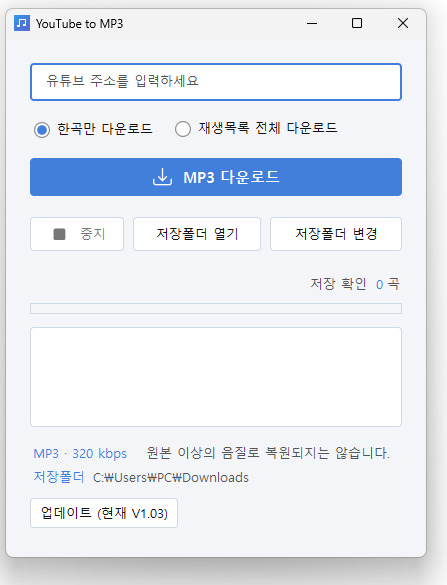 YouTube to MP3
유튜브 주소를 입력하세요
한곡만 다운로드 재생목록 전체 다운로드
MP3 다운로드
중지 저장폴더 열기 저장폴더 변경
저장 확인 0 곡
MP3 · 320 kbps 원본 이상의 음질로 복원되지는 않습니다.
저장폴더 C:₩Users₩PC₩Downloads
업데이트 (현재 V1.03)